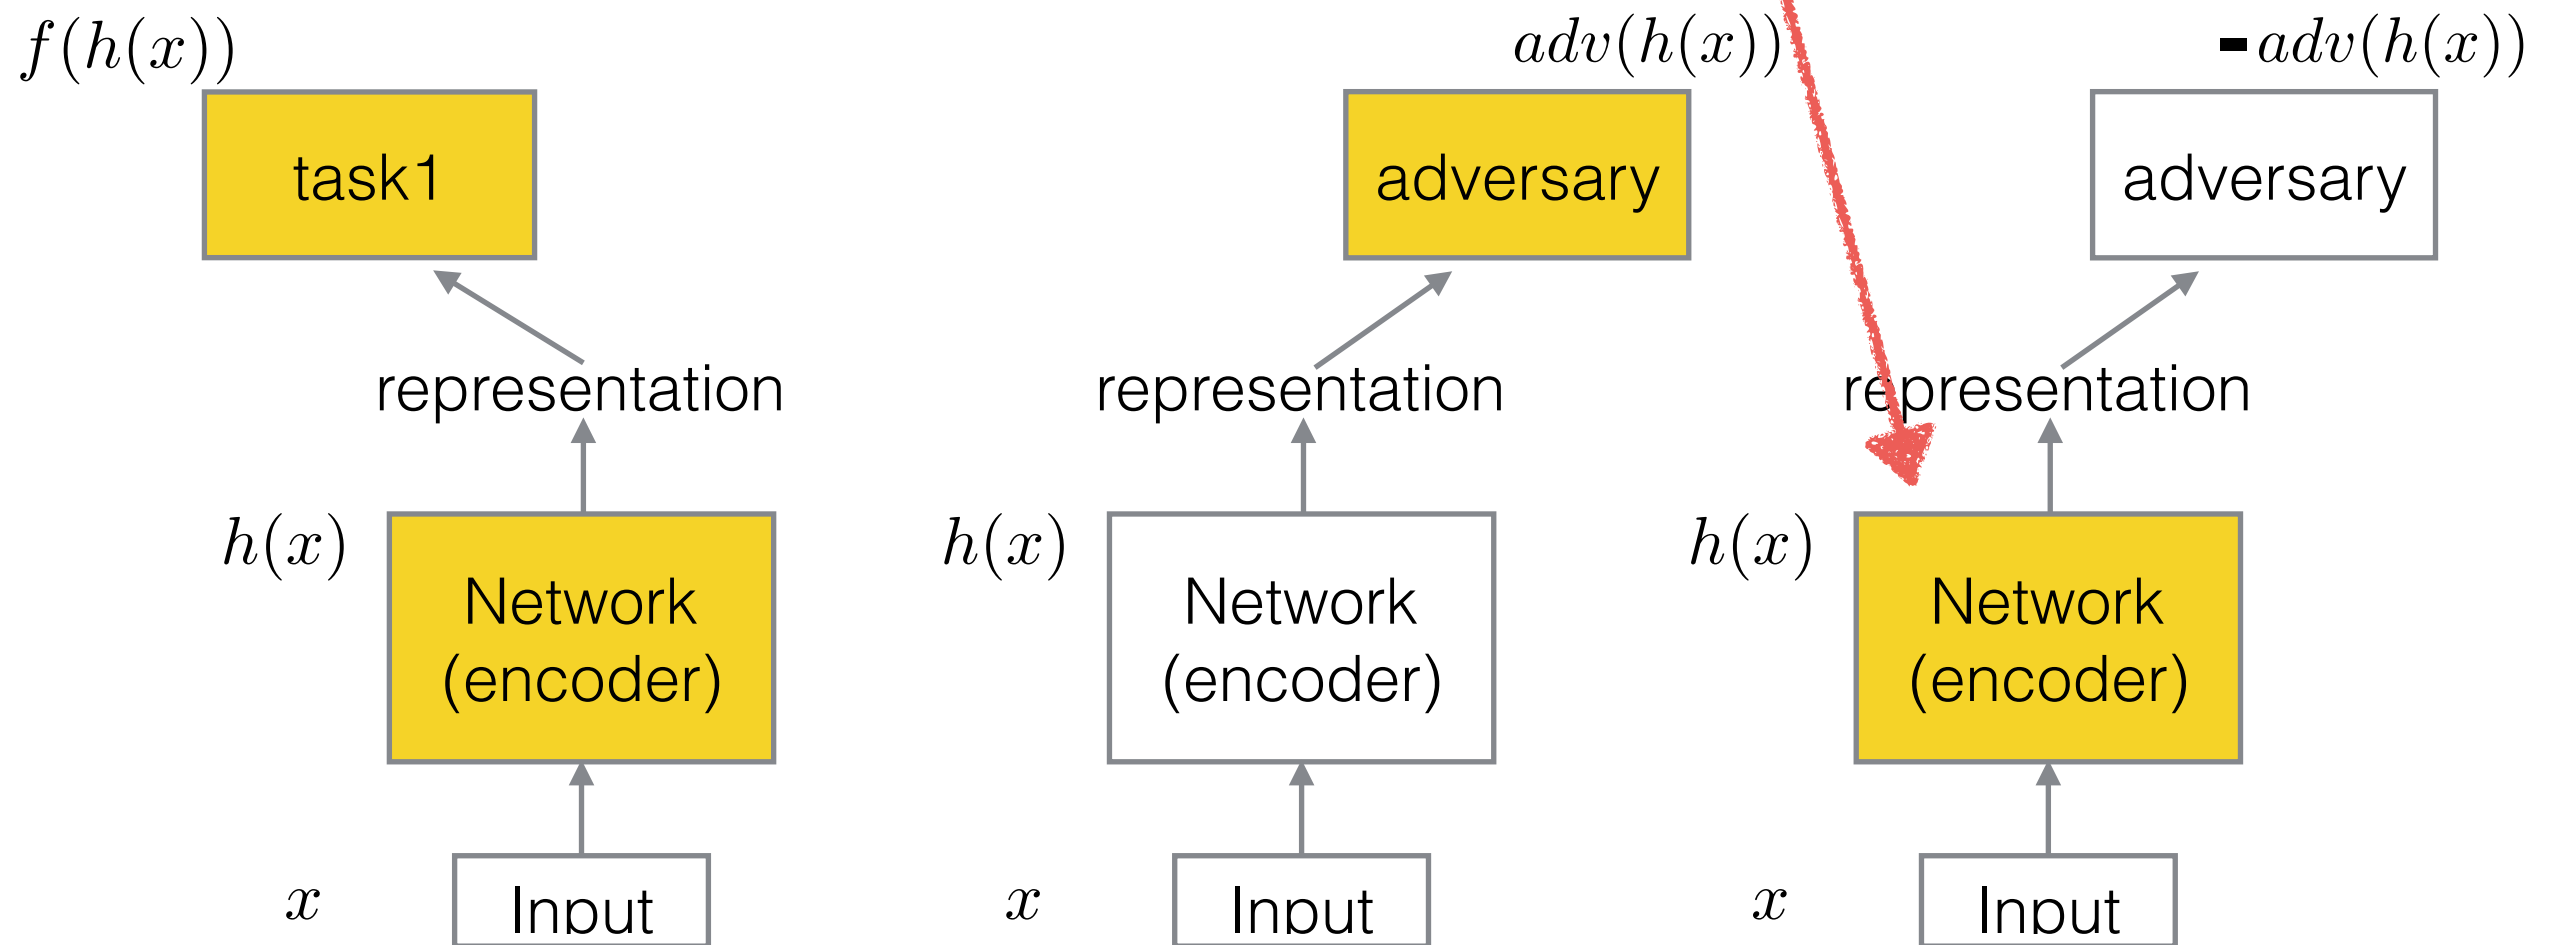 f(h(x))
adv(h(x))
-adv(h(x))
task1
adversary
adversary
representation
representation
representation
h(x)
h(x)
h(x)
Network
(encoder)
Network
(encoder)
Network
(encoder)
x
Input
x
Input
x
Input